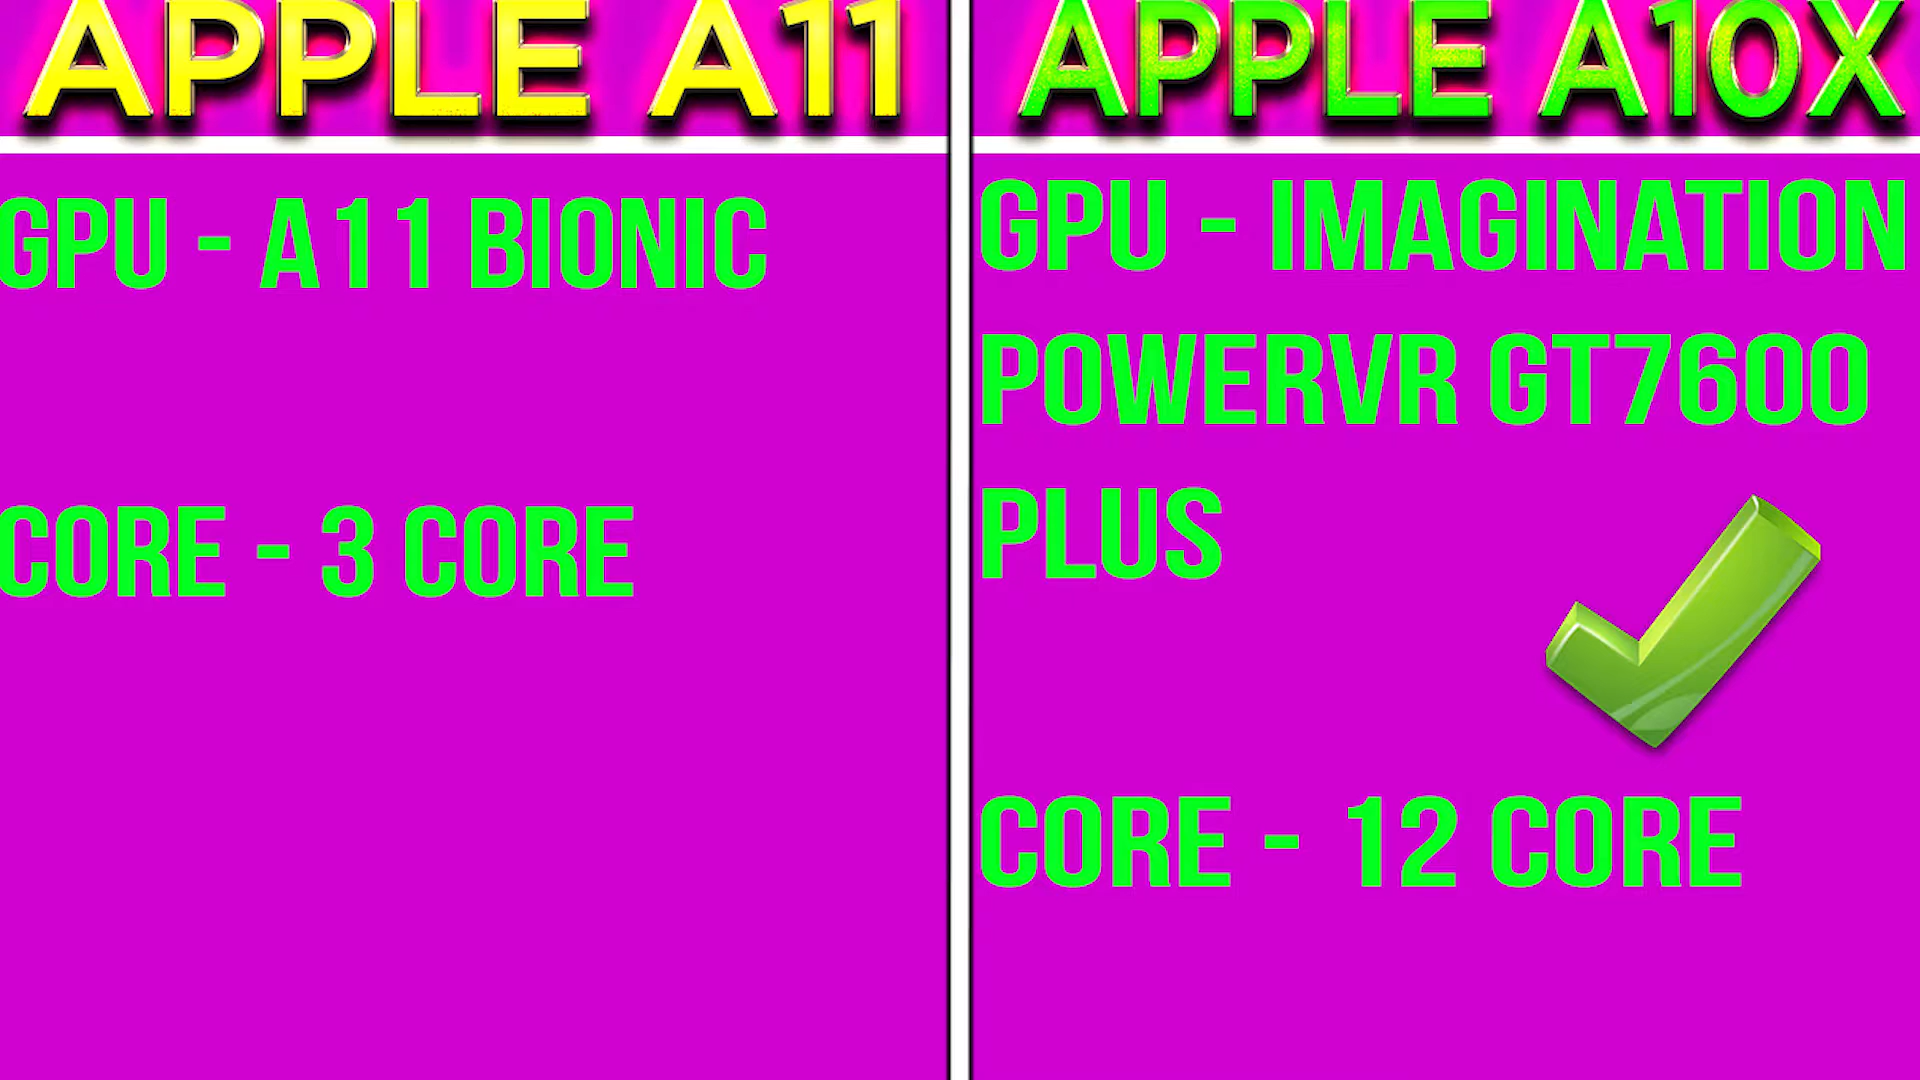 APPLE A11
GPU - A11 BIONIC
CORE - 3 CORE
APPLE A10X
GPU - IMAGINATION
POWERVR GT7600
PLUS
CORE - 12 CORE